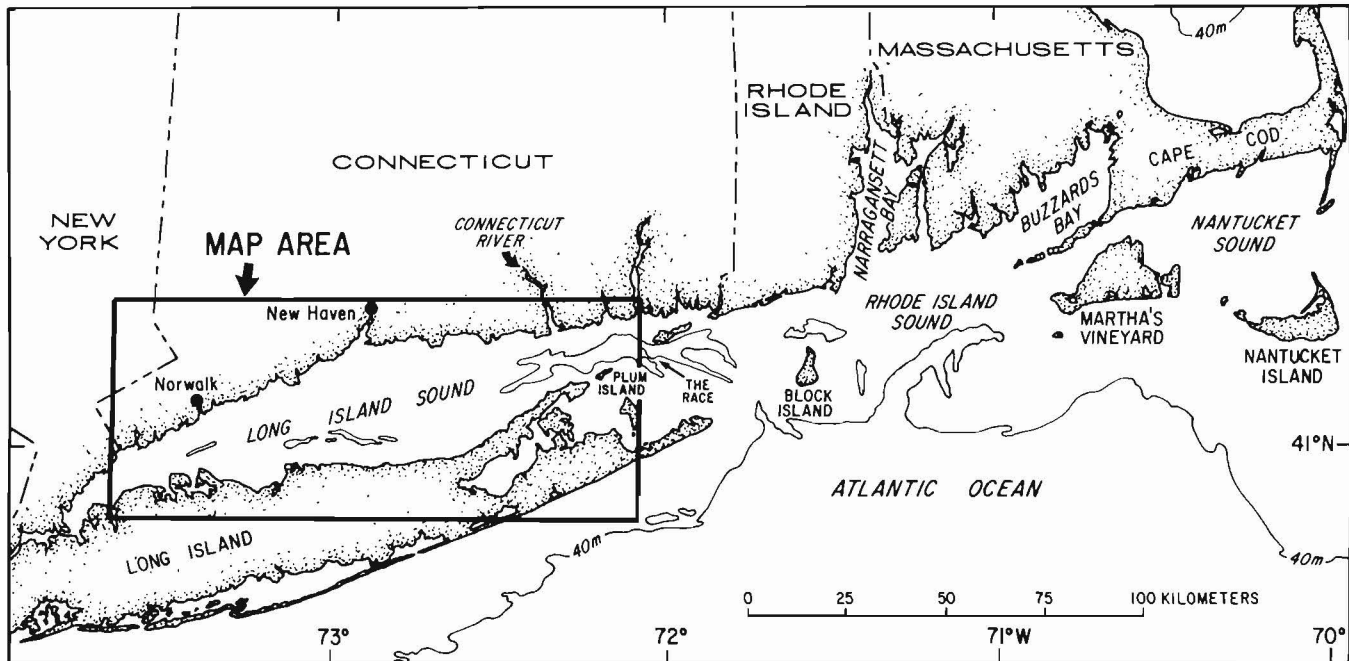 40m
MASSACHUSETTS
RHODE
ISLAND
CONNECTICUT
CAPE COD
NARRAGANSETT
BAY
BUZZARDS
BAY
NEW
YORK
CONNECTICUT
RIVER
NANTUCKET
SOUND
MAP AREA
New Haven
RHODE ISLAND
SOUND
MARTHA'S
VINEYARD
NANTUCKET
ISLAND
Norwalk
PLUM
ISLAND
THE
RACE
BLOCK
ISLAND
LONG ISLAND SOUND
41°N
ATLANTIC OCEAN
LONG ISLAND
40m
40m
0 25 50 75 100 KILOMETERS
73° 72° 71°W 70°